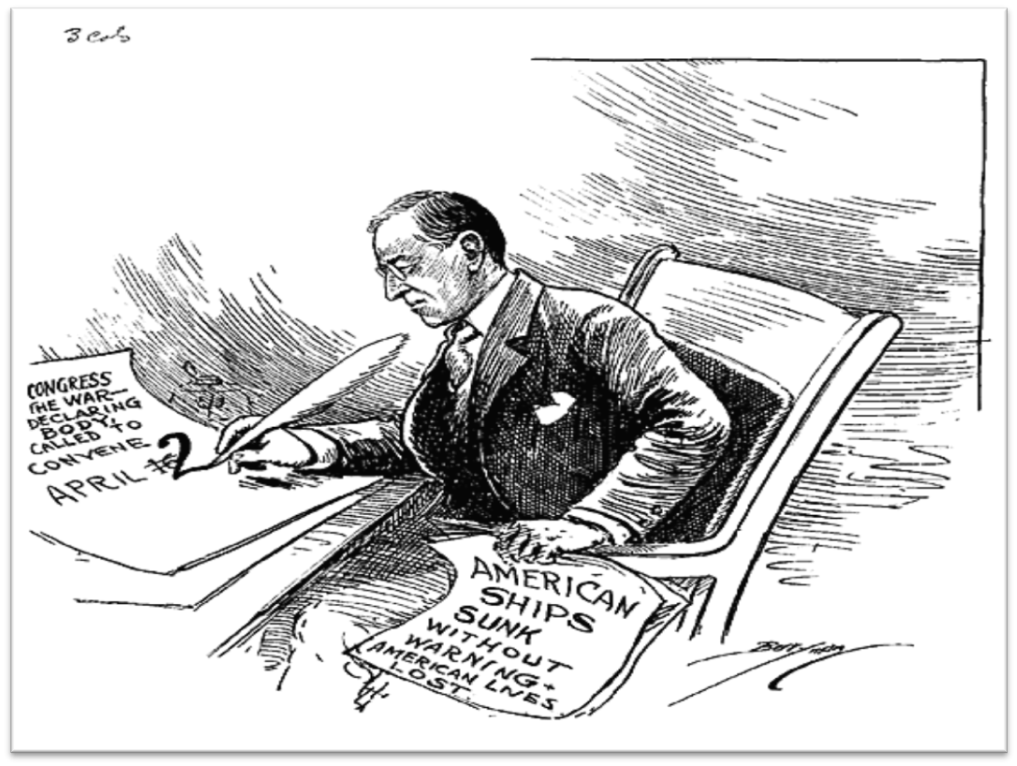 3 Cols
CONGRESS
THE WAR—
DECLARING
BODY,
CALLED TO
CONVENE
APRIL 2
AMERICAN
SHIPS
SUNK
WITHOUT
WARNING +
AMERICAN LIVES
LOST.